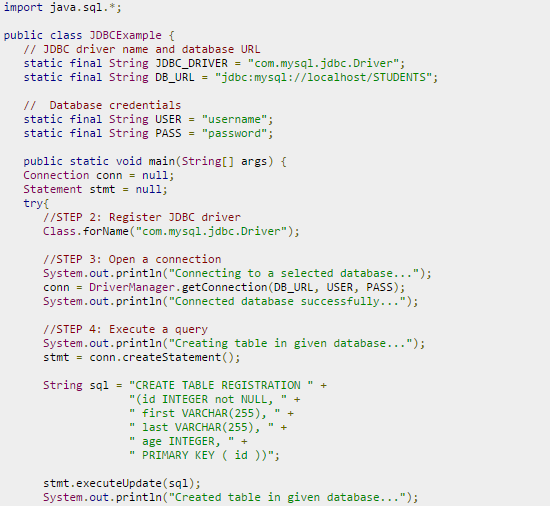 import java.sql.*;
public class JDBCExample {
// JDBC driver name and database URL
static final String JDBC_DRIVER = "com.mysql.jdbc.Driver";
static final String DB_URL = "jdbc:mysql://localhost/STUDENTS";
//  Database credentials
static final String USER = "username";
static final String PASS = "password";
public static void main(String[] args) {
Connection conn = null;
Statement stmt = null;
try{
//STEP 2: Register JDBC driver
Class.forName("com.mysql.jdbc.Driver");
//STEP 3: Open a connection
System.out.println("Connecting to a selected database...");
conn = DriverManager.getConnection(DB_URL, USER, PASS);
System.out.println("Connected database successfully...");
//STEP 4: Execute a query
System.out.println("Creating table in given database...");
stmt = conn.createStatement();
String sql = "CREATE TABLE REGISTRATION " +
"(id INTEGER not NULL, " +
" first VARCHAR(255), " +
" last VARCHAR(255), " +
" age INTEGER, " +
" PRIMARY KEY ( id ))";
stmt.executeUpdate(sql);
System.out.println("Created table in given database...");